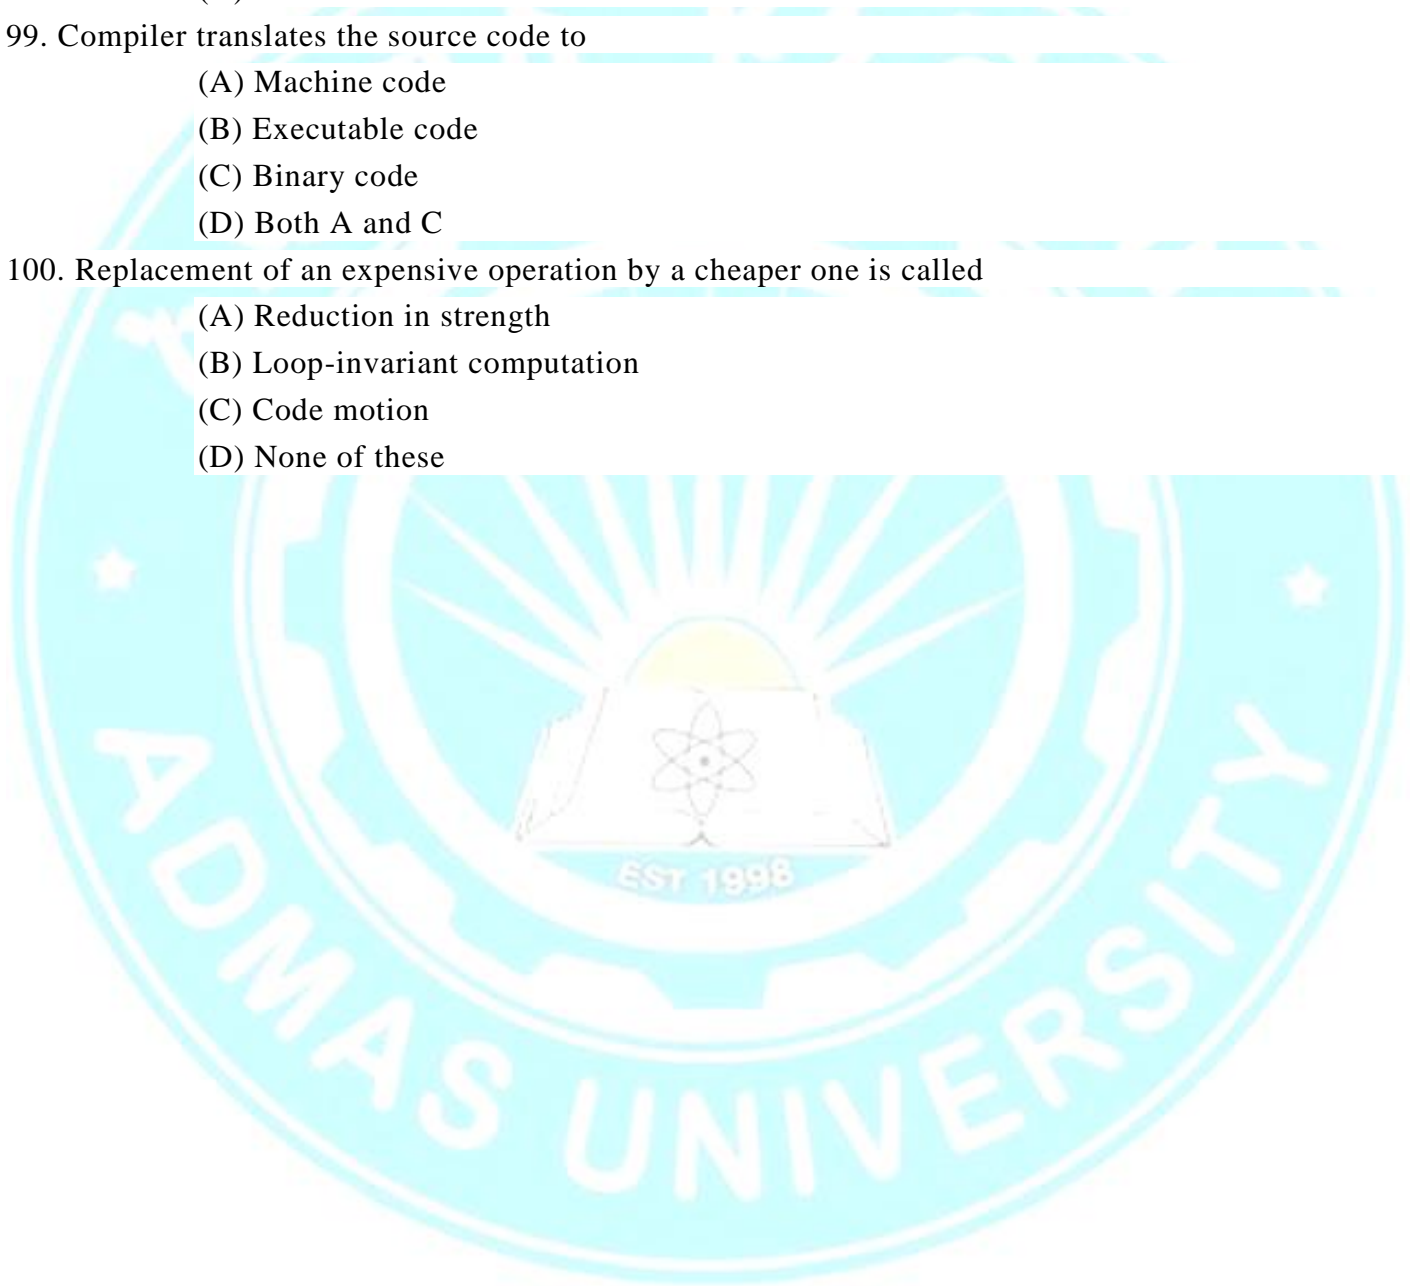 99. Compiler translates the source code to
(A) Machine code
(B) Executable code
(C) Binary code
(D) Both A and C
100. Replacement of an expensive operation by a cheaper one is called
(A) Reduction in strength
(B) Loop-invariant computation
(C) Code motion
(D) None of these
EST 1998
ADMAS UNIVERSITY